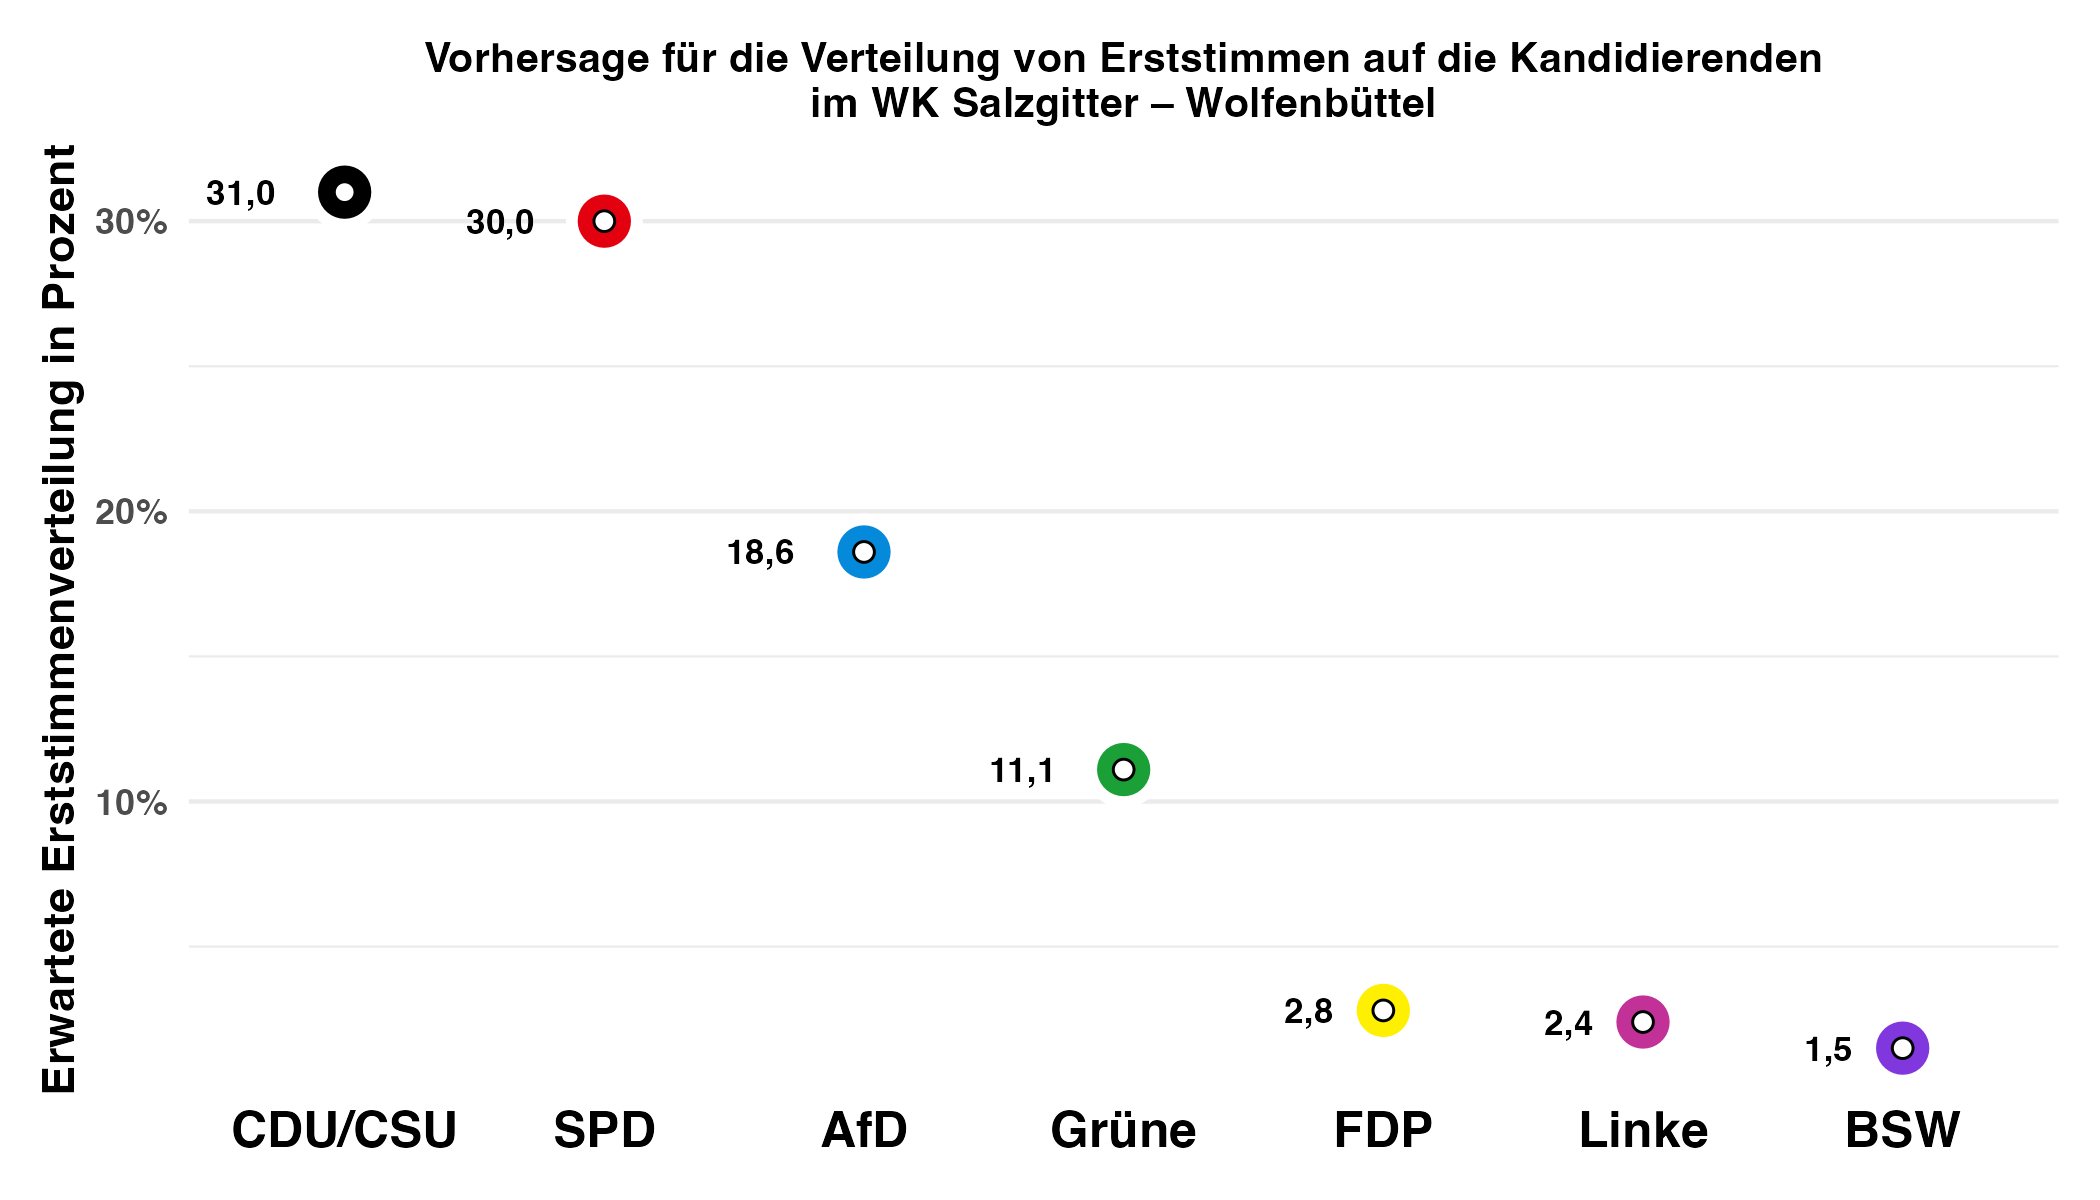 Vorhersage für die Verteilung von Erststimmen auf die Kandidierenden
im WK Salzgitter – Wolfenbüttel
Erwartete Erststimmenverteilung in Prozent
30%
20%
10%
31,0
30,0
18,6
11,1
2,8
2,4
1,5
CDU/CSU
SPD
AfD
Grüne
FDP
Linke
BSW